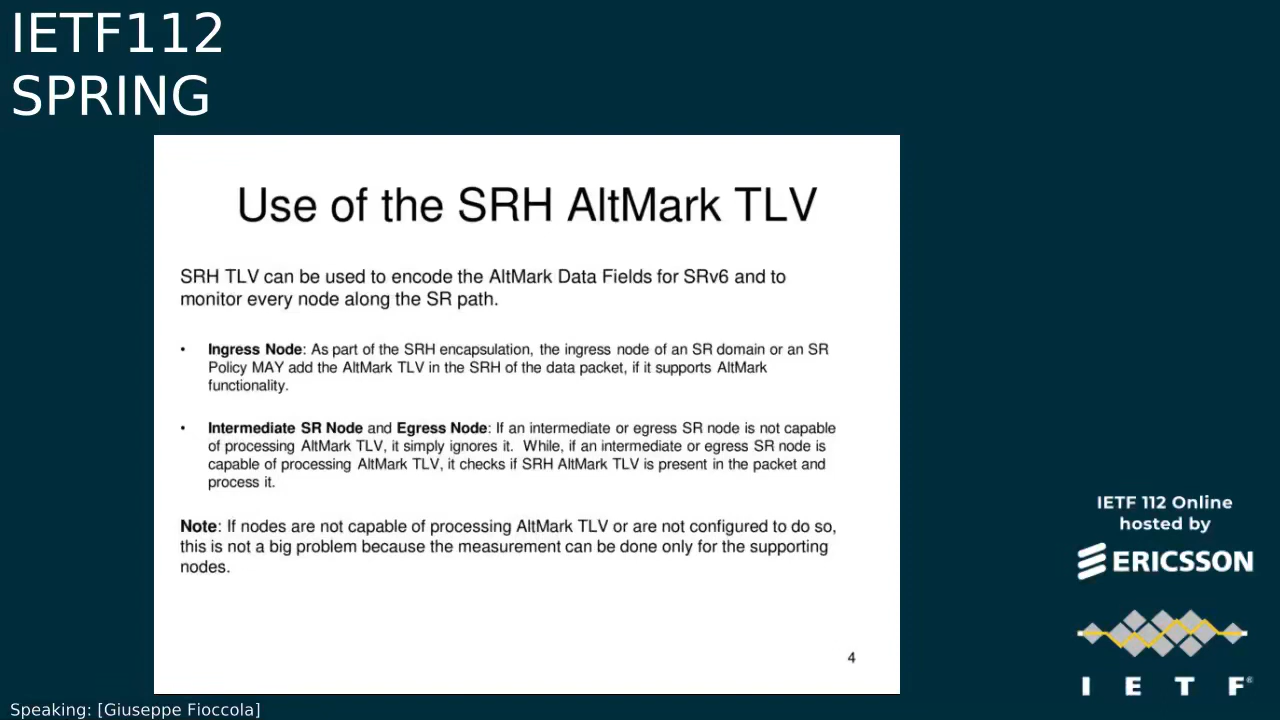 IETF112
SPRING
Use of the SRH AltMark TLV
SRH TLV can be used to encode the AltMark Data Fields for SRv6 and to
monitor every node along the SR path.
• Ingress Node: As part of the SRH encapsulation, the ingress node of an SR domain or an SR
Policy MAY add the AltMark TLV in the SRH of the data packet, if it supports AltMark
functionality.
• Intermediate SR Node and Egress Node: If an intermediate or egress SR node is not capable
of processing AltMark TLV, it simply ignores it. While, if an intermediate or egress SR node is
capable of processing AltMark TLV, it checks if SRH AltMark TLV is present in the packet and
process it.
Note: If nodes are not capable of processing AltMark TLV or are not configured to do so,
this is not a big problem because the measurement can be done only for the supporting
nodes.
4
IETF 112 Online
hosted by
ERICSSON
I E T F®
Speaking: [Giuseppe Fioccola]